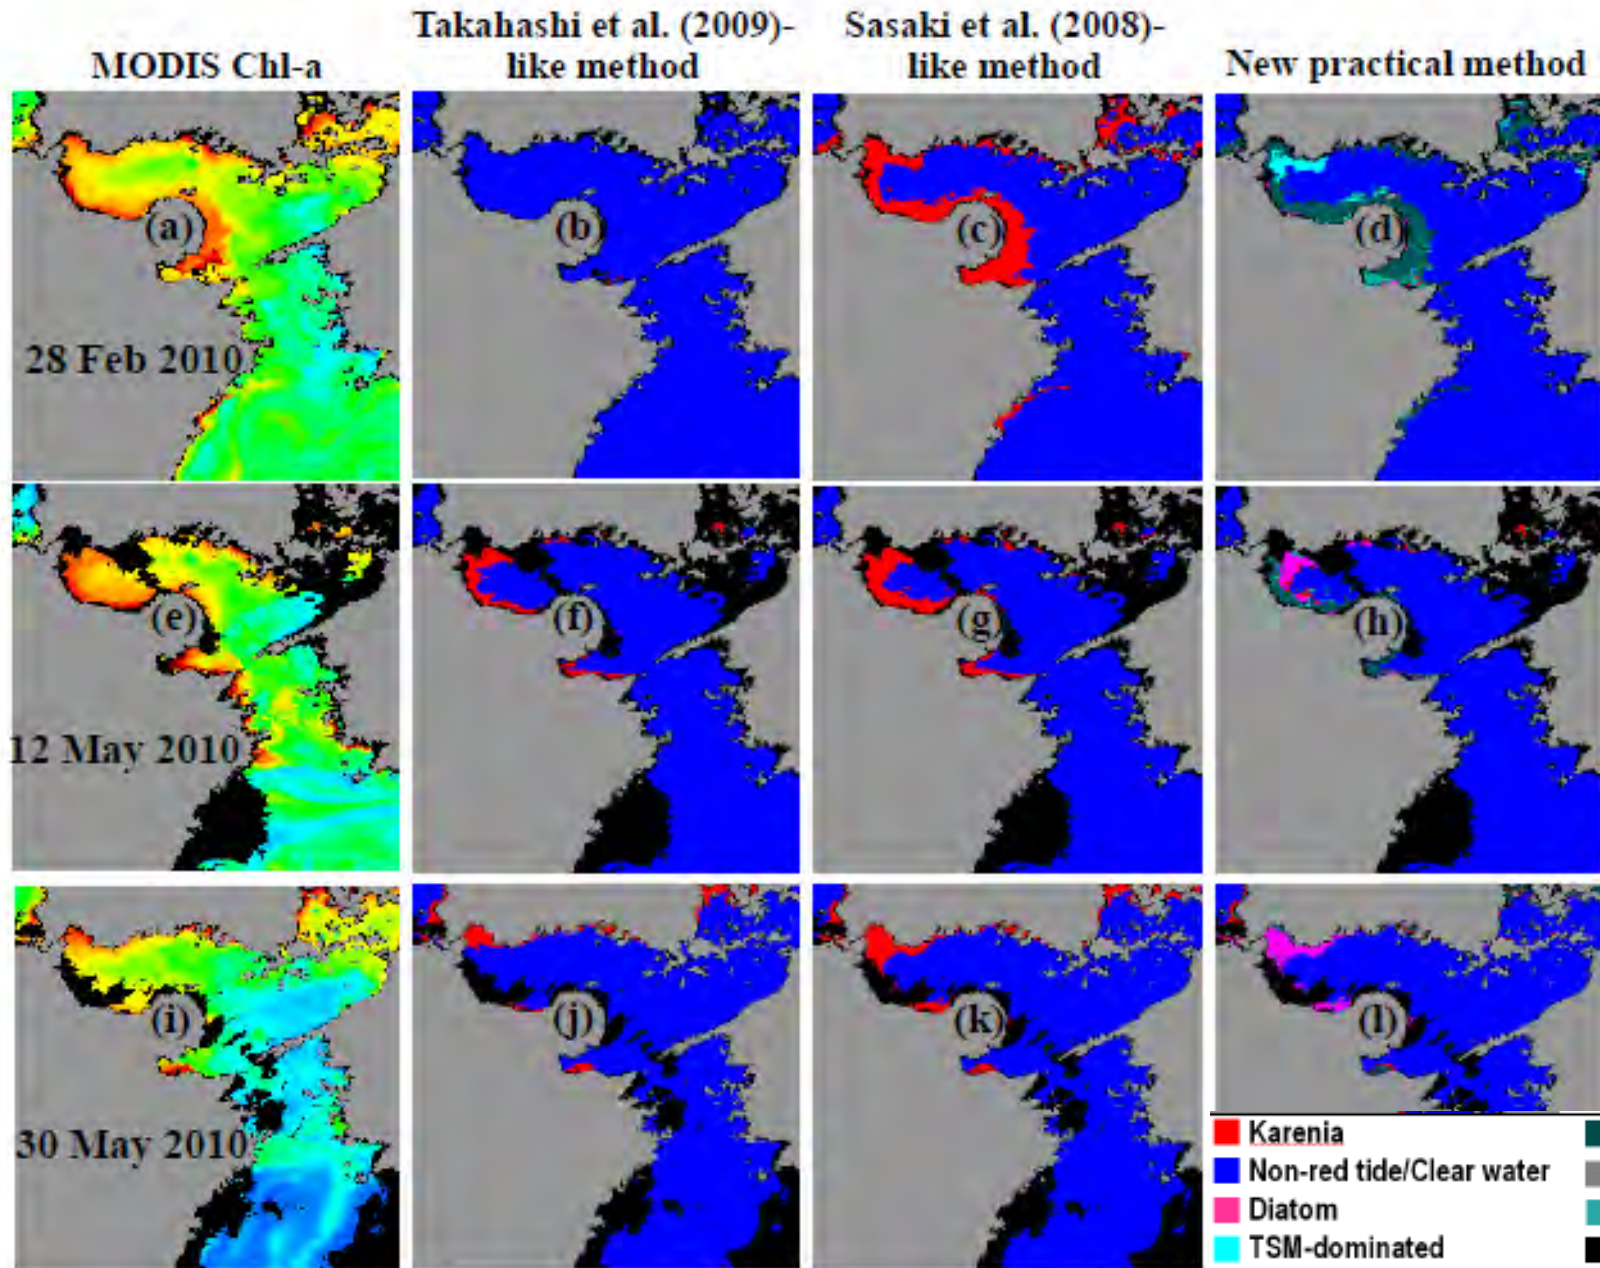 MODIS Chl-a
Takahashi et al. (2009)-
like method
Sasaki et al. (2008)-
like method
New practical method
(a)
(b)
(c)
(d)
28 Feb 2010
(e)
(f)
(g)
(h)
12 May 2010
(i)
(j)
(k)
(l)
30 May 2010
Karenia
Non-red tide/Clear water
Diatom
TSM-dominated